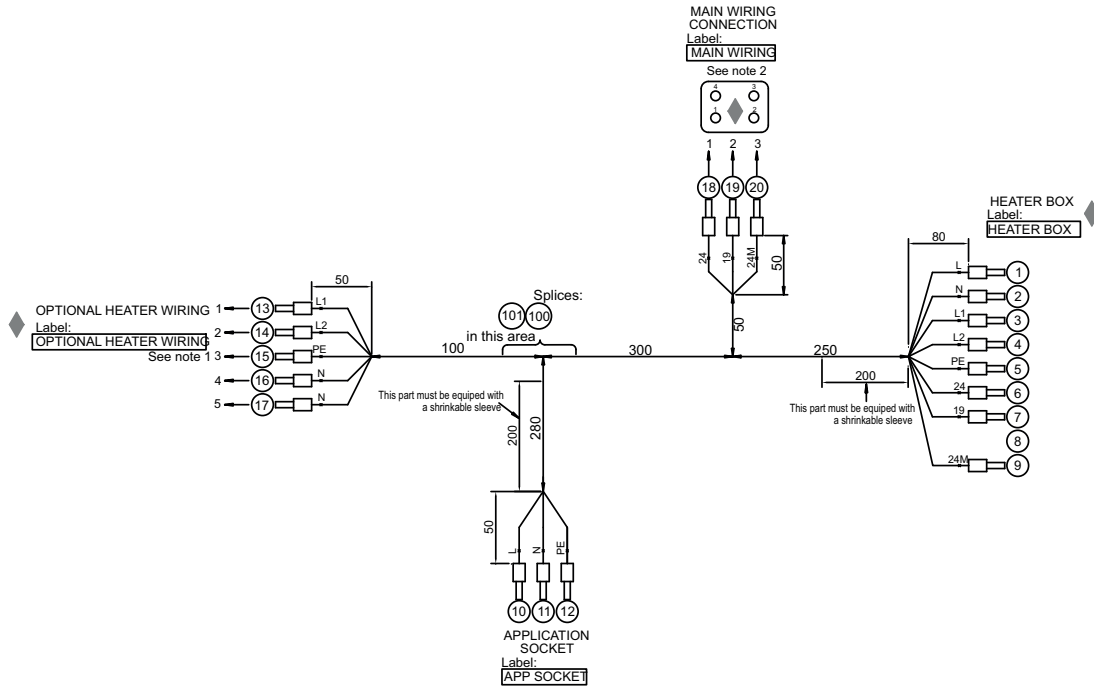 MAIN WIRING
CONNECTION
Label:
MAIN WIRING
See note 2
4 3
1 2
1 2 3
18 19 20
24 19 24M
50
50
HEATER BOX
Label:
HEATER BOX
80
L 1
N 2
L1 3
L2 4
PE 5
24 6
19 7
8
24M 9
50
OPTIONAL HEATER WIRING 1 13 L1
Label:
OPTIONAL HEATER WIRING
2 14 L2
See note 1 3 15 PE
4 16 N
5 17 N
Splices:
101 100
in this area
100 300 250
200
This part must be equiped with
a shrinkable sleeve
200
280
This part must be equiped with
a shrinkable sleeve
50
L N PE
10 11 12
APPLICATION
SOCKET
Label:
APP SOCKET